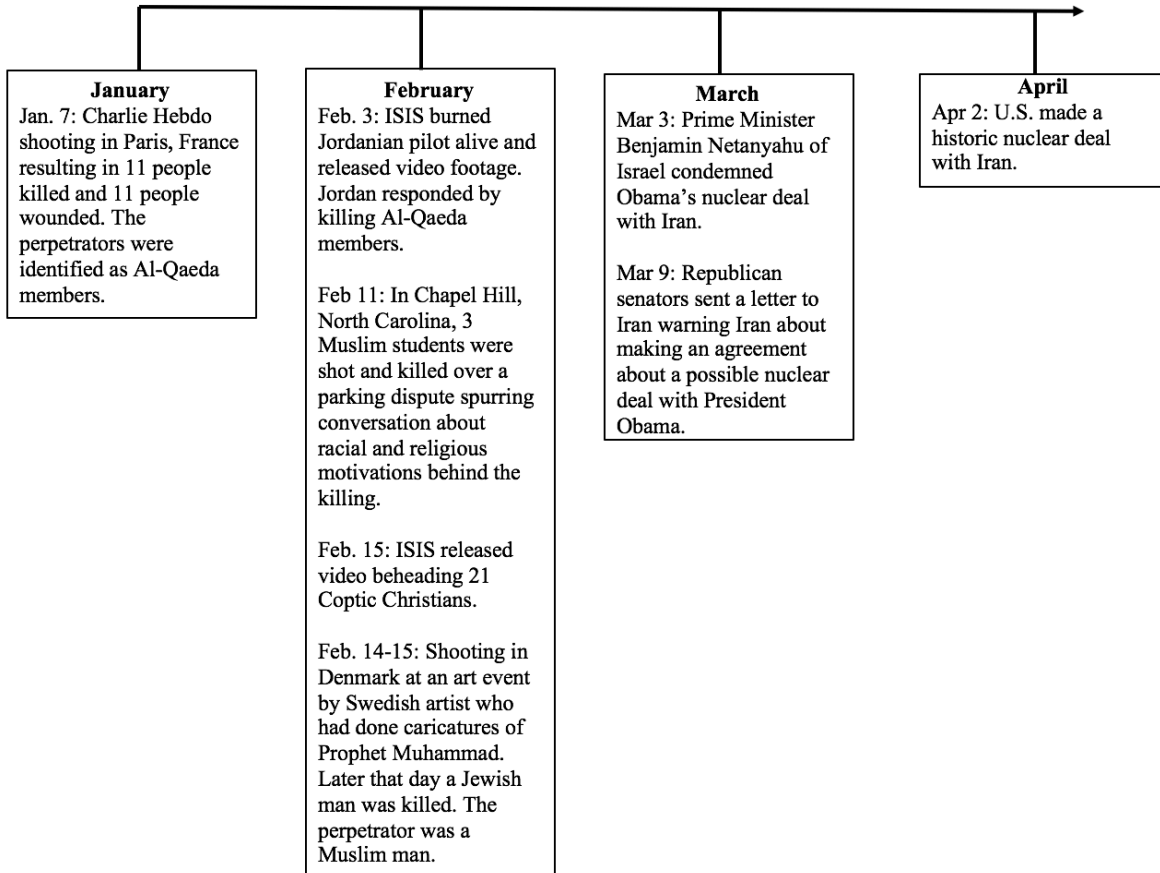 January
Jan. 7: Charlie Hebdo
shooting in Paris, France
resulting in 11 people
killed and 11 people
wounded. The
perpetrators were
identified as Al-Qaeda
members.
February
Feb. 3: ISIS burned
Jordanian pilot alive and
released video footage.
Jordan responded by
killing Al-Qaeda
members.
Feb 11: In Chapel Hill,
North Carolina, 3
Muslim students were
shot and killed over a
parking dispute spurring
conversation about
racial and religious
motivations behind the
killing.
Feb. 15: ISIS released
video beheading 21
Coptic Christians.
Feb. 14-15: Shooting in
Denmark at an art event
by Swedish artist who
had done caricatures of
Prophet Muhammad.
Later that day a Jewish
man was killed. The
perpetrator was a
Muslim man.
March
Mar 3: Prime Minister
Benjamin Netanyahu of
Israel condemned
Obama’s nuclear deal
with Iran.
Mar 9: Republican
senators sent a letter to
Iran warning Iran about
making an agreement
about a possible nuclear
deal with President
Obama.
April
Apr 2: U.S. made a
historic nuclear deal
with Iran.